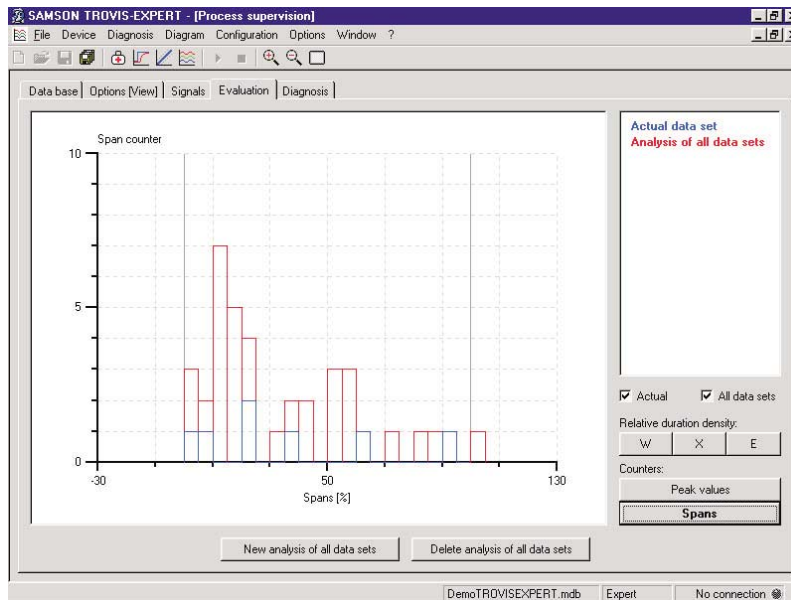 SAMSON TROVIS-EXPERT - [Process supervision]
File Device Diagnosis Diagram Configuration Options Window ?
Data base Options [View] Signals Evaluation Diagnosis
Span counter
10
5
0
-30 50 130
Spans [%]
Actual data set
Analysis of all data sets
Actual All data sets
Relative duration density:
W X E
Counters:
Peak values
Spans
New analysis of all data sets Delete analysis of all data sets
DemoTROVISEXPERT.mdb Expert No connection